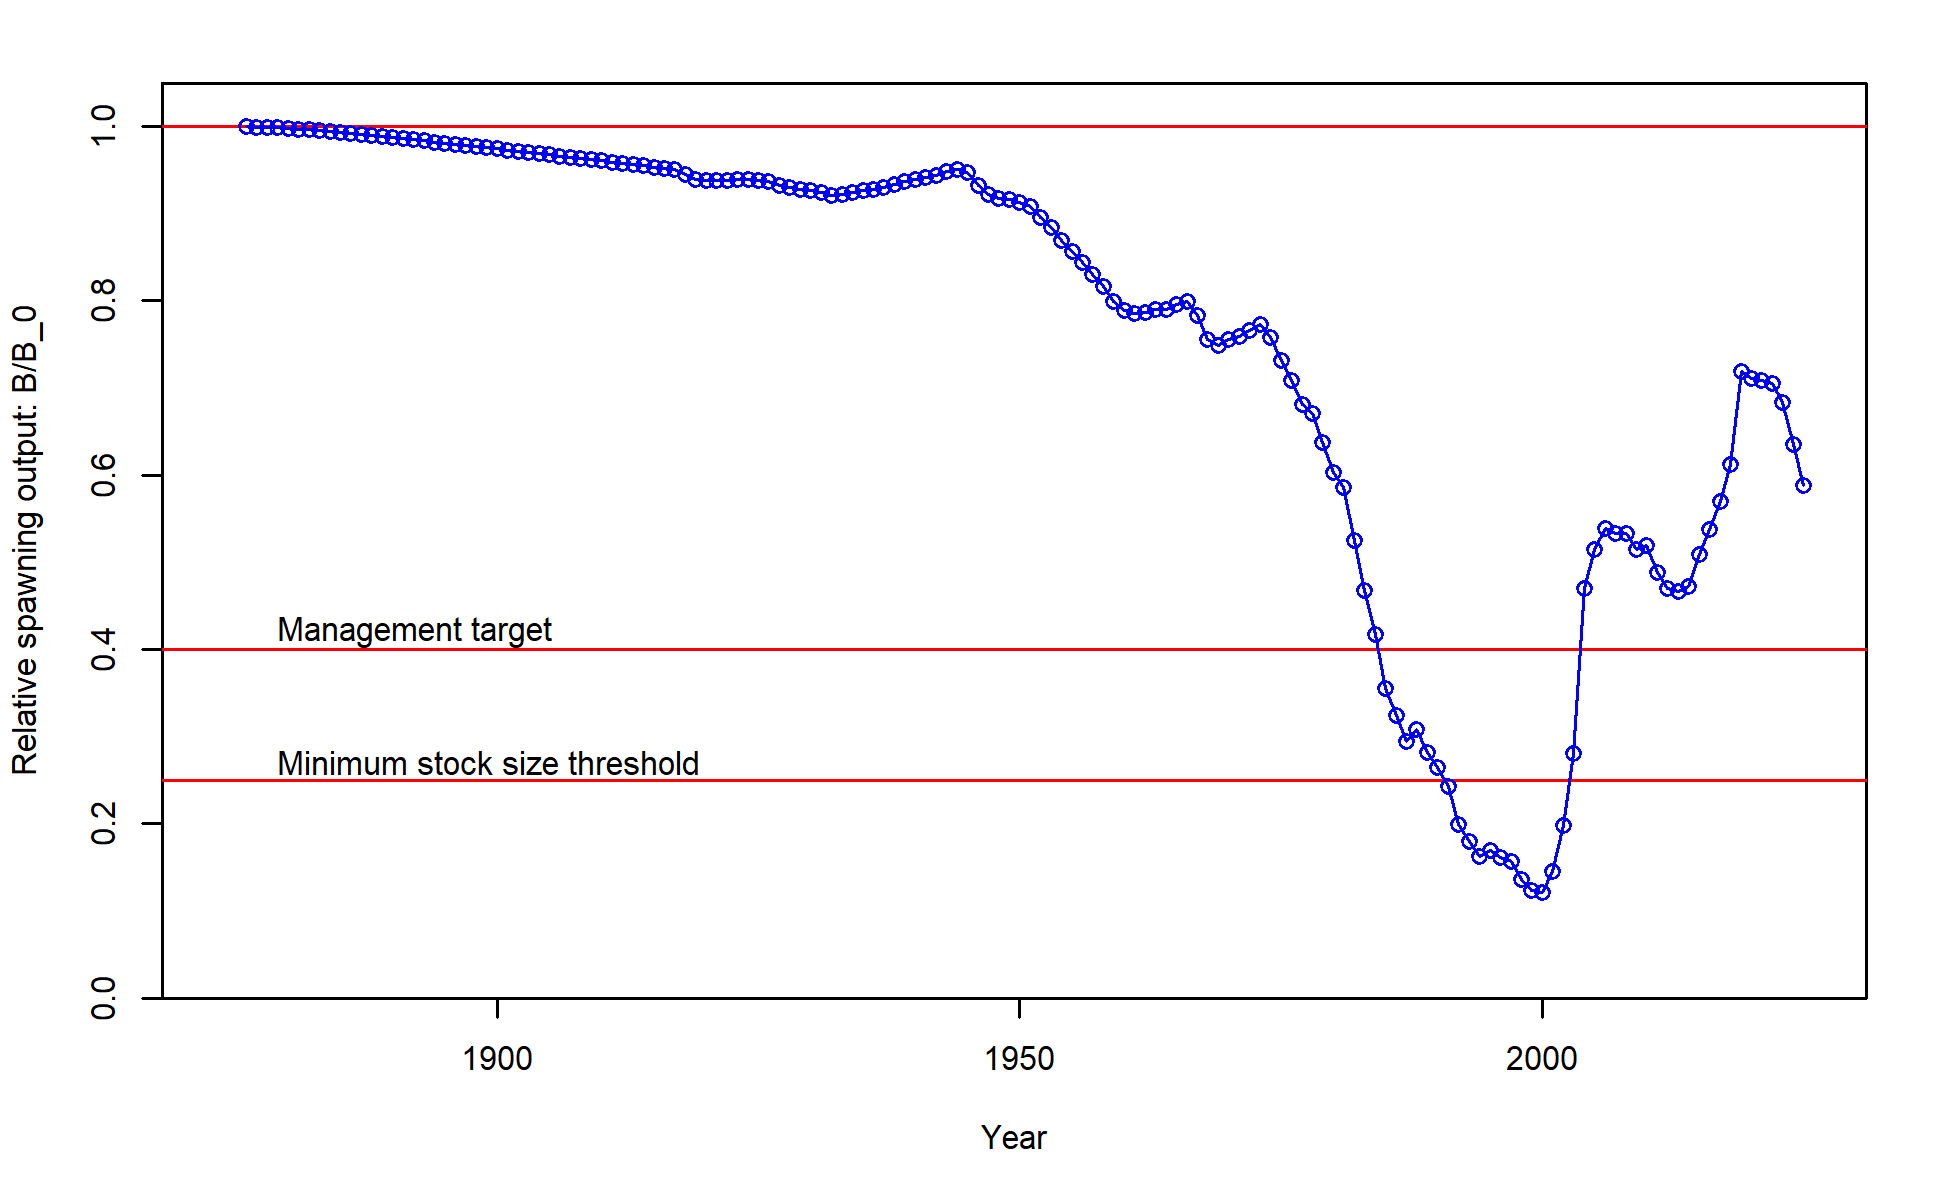 Relative spawning output: B/B_0
1.0
0.8
0.6
0.4
0.2
0.0
Management target
Minimum stock size threshold
1900 1950 2000
Year